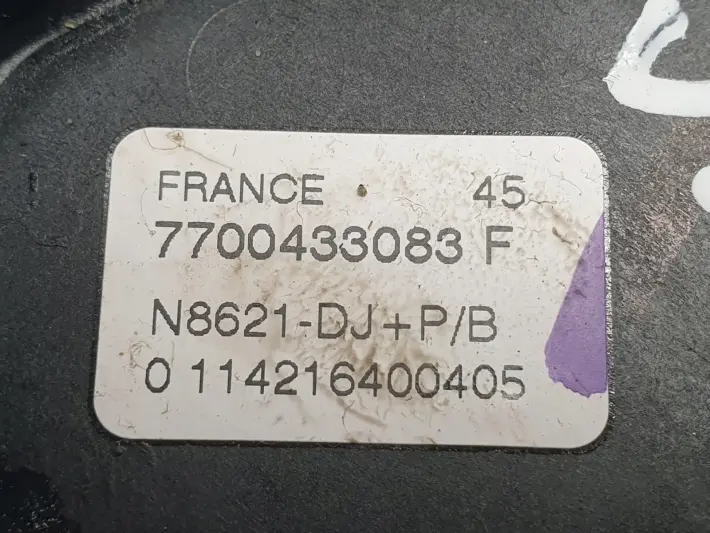 FRANCE 45
7700433083 F
N8621-DJ+P/B
0 114216400405